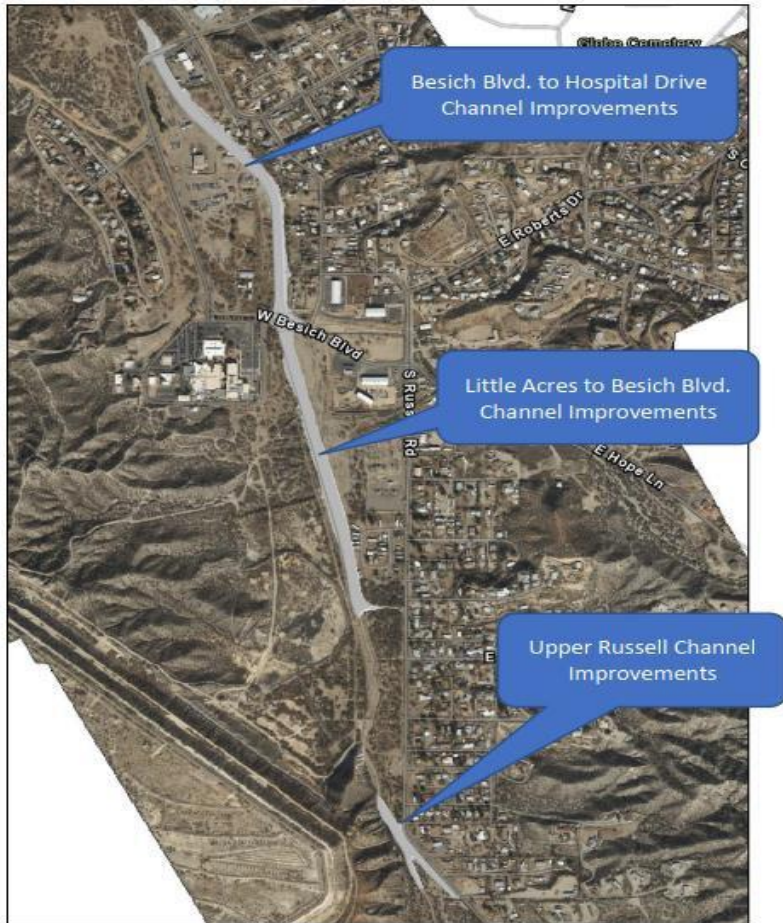 Globe Cemetery
Besich Blvd. to Hospital Drive
Channel Improvements
E Roberts Dr
W Besich Blvd
Little Acres to Besich Blvd.
Channel Improvements
S Russ
Rd
E Hope Ln
Upper Russell Channel
Improvements
E